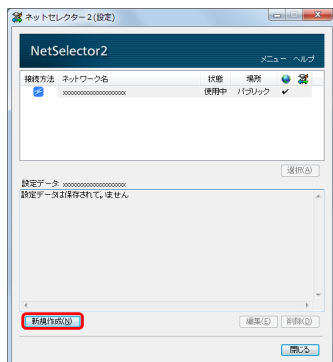 ネットセレクター2(設定)
NetSelector2
メニュー ヘルプ
接続方法 ネットワーク名 状態 場所
xxxxxxxxxxxxxxxxxxxx 使用中 パブリック
選択(A)
設定データ: xxxxxxxxxxxxxxxxxxxx
設定データは保存されていません
新規作成(N) 編集(E) 削除(D)
閉じる